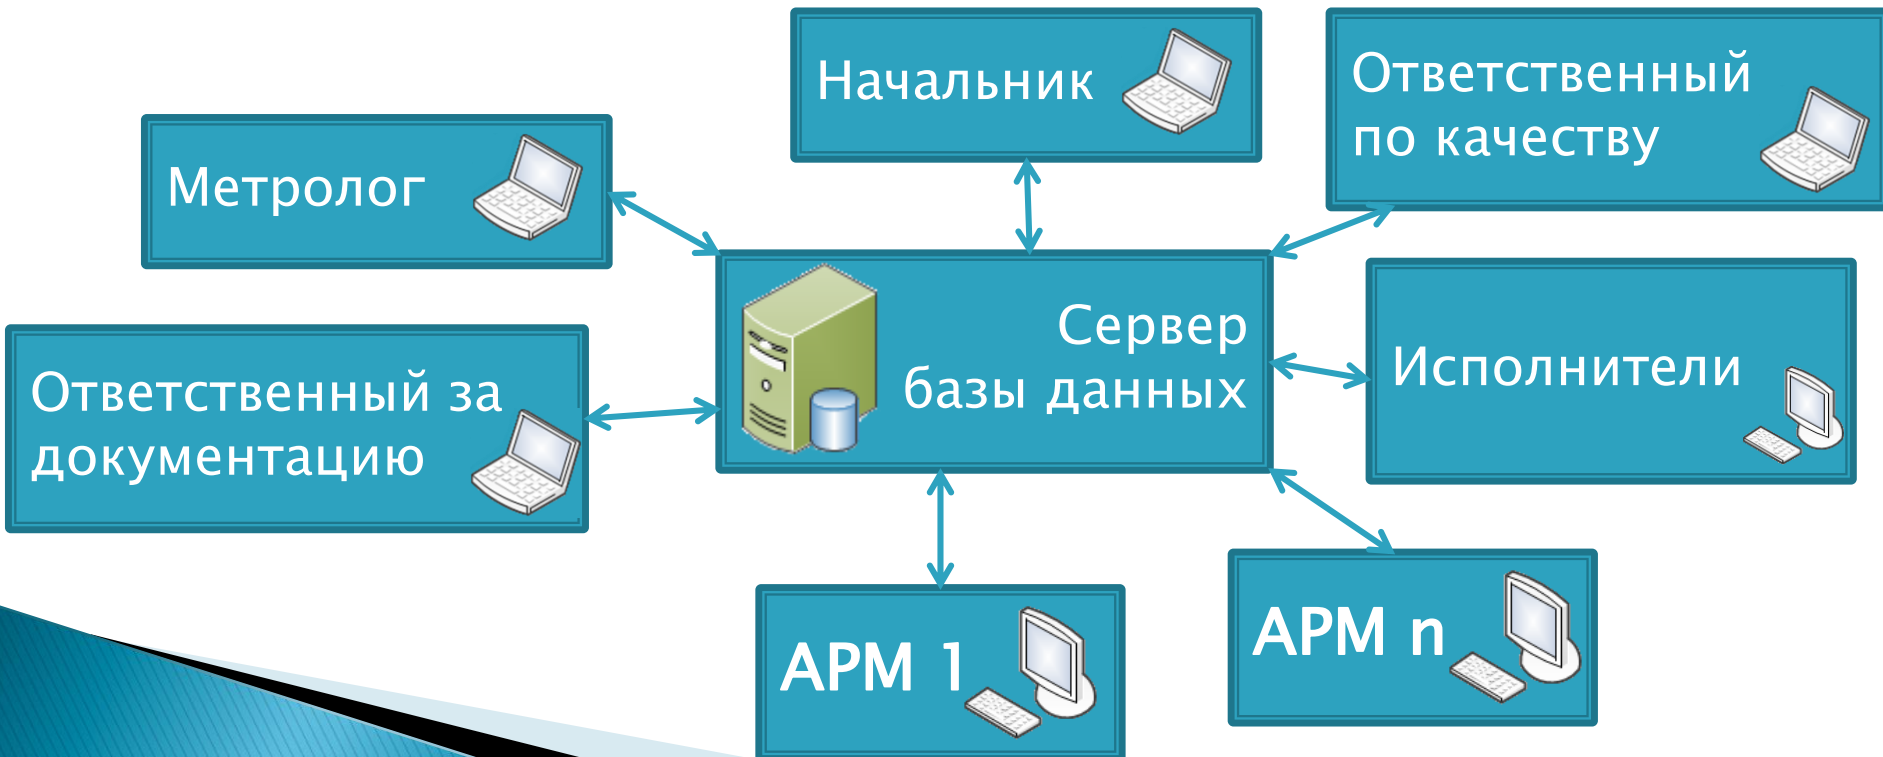 Начальник
Ответственный
по качеству
Метролог
Сервер
базы данных
Исполнители
Ответственный за
документацию
АРМ 1
АРМ n